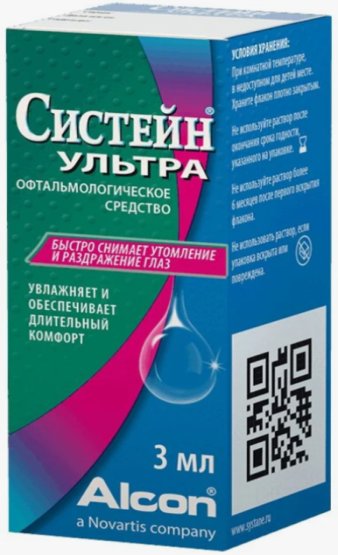 СИСТЕЙН®
УЛЬТРА
ОФТАЛЬМОЛОГИЧЕСКОЕ
СРЕДСТВО
БЫСТРО СНИМАЕТ УТОМЛЕНИЕ
И РАЗДРАЖЕНИЕ ГЛАЗ
УВЛАЖНЯЕТ И
ОБЕСПЕЧИВАЕТ
ДЛИТЕЛЬНЫЙ
КОМФОРТ
3 мл
Alcon®
a Novartis company
УСЛОВИЯ ХРАНЕНИЯ:
При комнатной температуре,
в недоступном для детей месте.
Храните флакон плотно закрытым.
Не используйте раствор после
окончания срока годности,
указанного на упаковке.
Не используйте раствор более
6 месяцев после первого вскрытия
флакона.
Не использовать раствор, если
упаковка вскрыта или
повреждена.
www.systane.ru